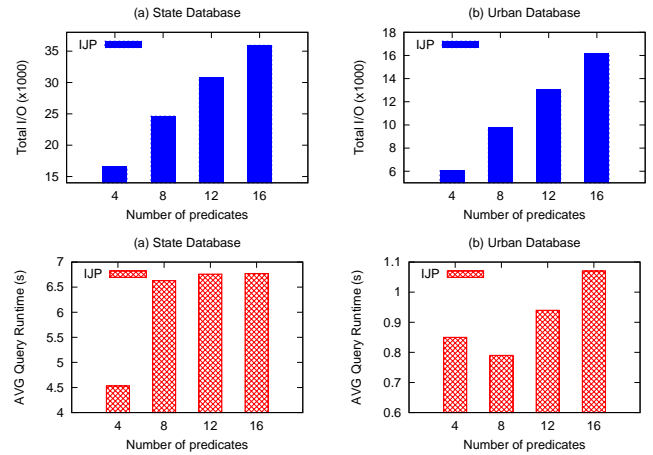 (a) State Database
IJP
Total I/O (x1000)
35
30
25
20
15
4 8 12 16
Number of predicates
(b) Urban Database
IJP
Total I/O (x1000)
18
16
14
12
10
8
6
4 8 12 16
Number of predicates
(a) State Database
IJP
AVG Query Runtime (s)
7
6.5
6
5.5
5
4.5
4
4 8 12 16
Number of predicates
(b) Urban Database
IJP
AVG Query Runtime (s)
1.1
1
0.9
0.8
0.7
0.6
4 8 12 16
Number of predicates